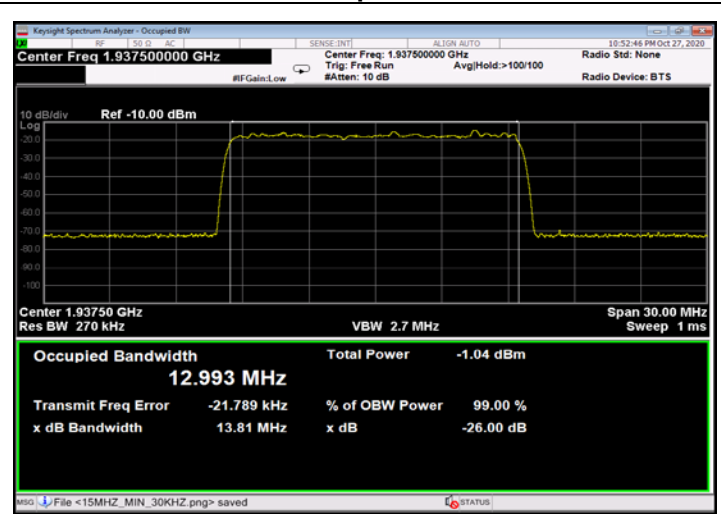 Keysight Spectrum Analyzer - Occupied BW
RF 50 Ω AC SENSE:INT ALIGN AUTO 10:52:46 PM Oct 27, 2020
Center Freq 1.937500000 GHz Center Freq: 1.937500000 GHz Radio Std: None
Trig: Free Run Avg|Hold:>100/100
#IFGain:Low #Atten: 10 dB Radio Device: BTS
10 dB/div Ref -10.00 dBm
Log
-20.0
-30.0
-40.0
-50.0
-60.0
-70.0
-80.0
-90.0
-100
Center 1.93750 GHz Span 30.00 MHz
Res BW 270 kHz VBW 2.7 MHz Sweep 1 ms
Occupied Bandwidth Total Power -1.04 dBm
12.993 MHz
Transmit Freq Error -21.789 kHz % of OBW Power 99.00 %
x dB Bandwidth 13.81 MHz x dB -26.00 dB
MSG File <15MHZ_MIN_30KHZ.png> saved STATUS